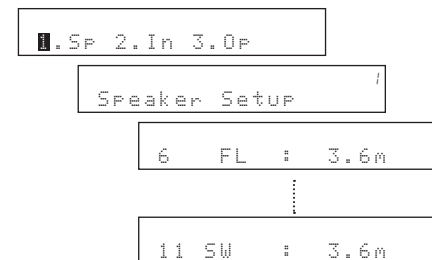 1.Sp 2.In 3.Op
1
Speaker Setup
6 FL : 3.6m
11 SW : 3.6m